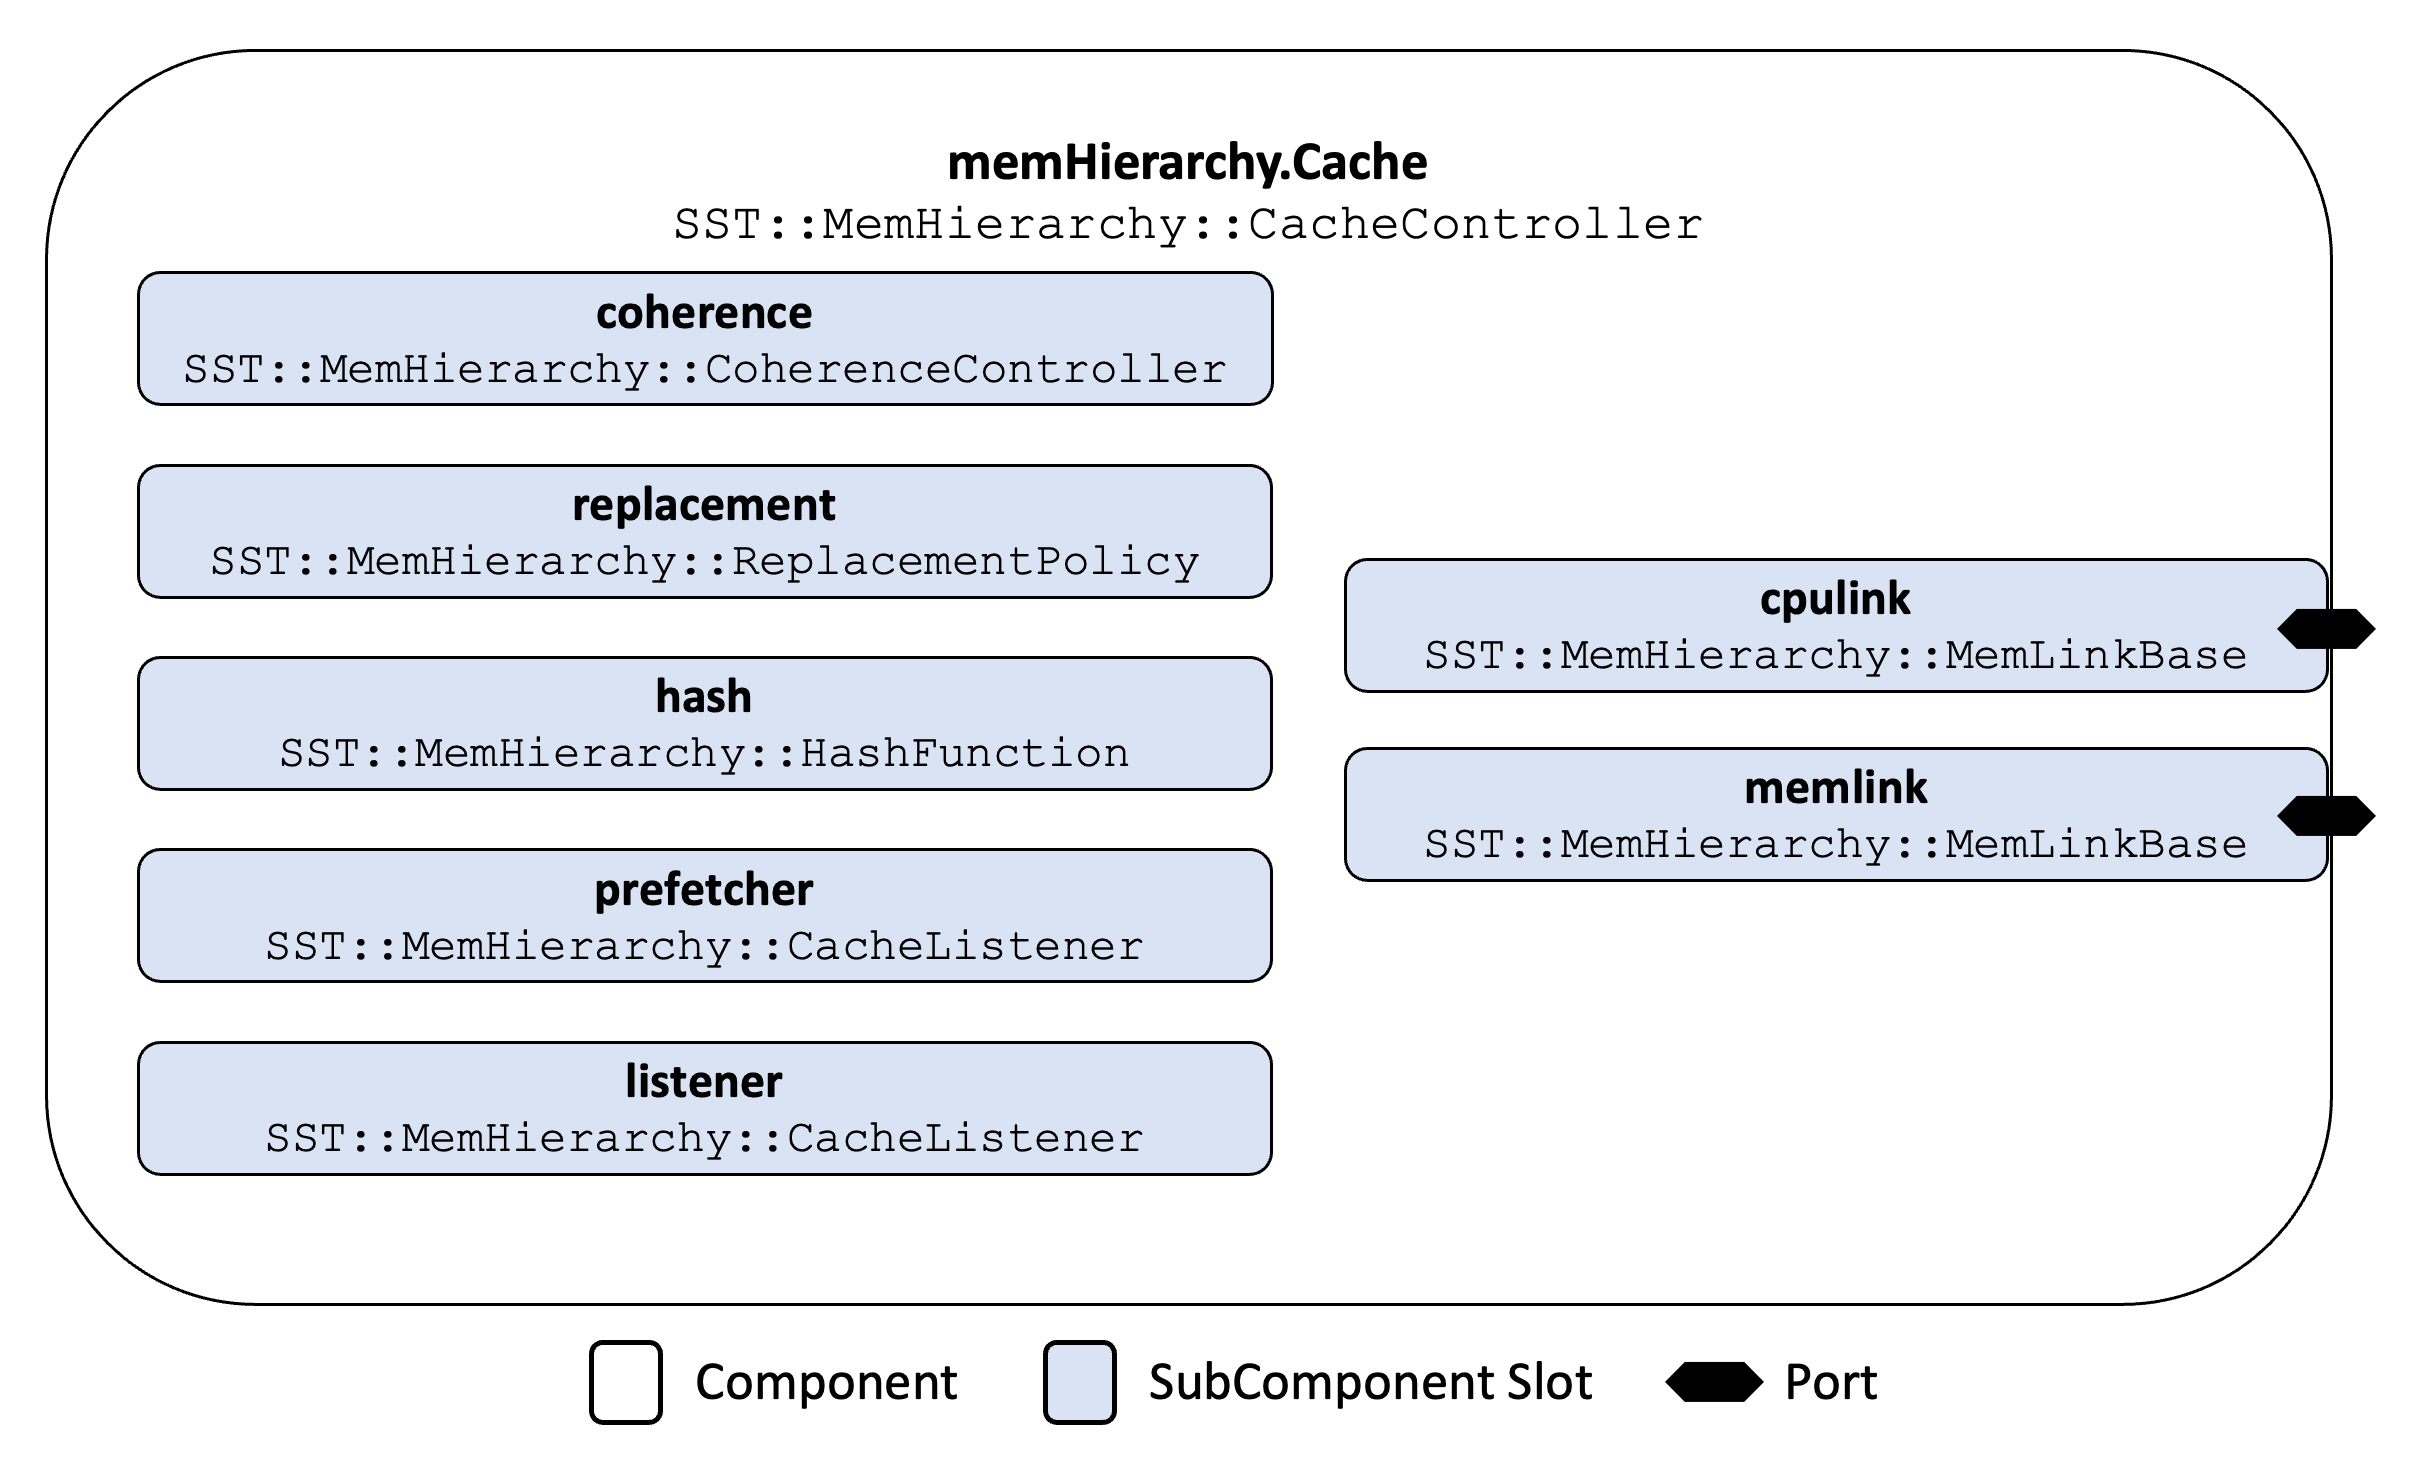 memHierarchy.Cache
SST::MemHierarchy::CacheController
coherence
SST::MemHierarchy::CoherenceController
replacement
SST::MemHierarchy::ReplacementPolicy
hash
SST::MemHierarchy::HashFunction
prefetcher
SST::MemHierarchy::CacheListener
listener
SST::MemHierarchy::CacheListener
cpulink
SST::MemHierarchy::MemLinkBase
memlink
SST::MemHierarchy::MemLinkBase
Component
SubComponent Slot
Port